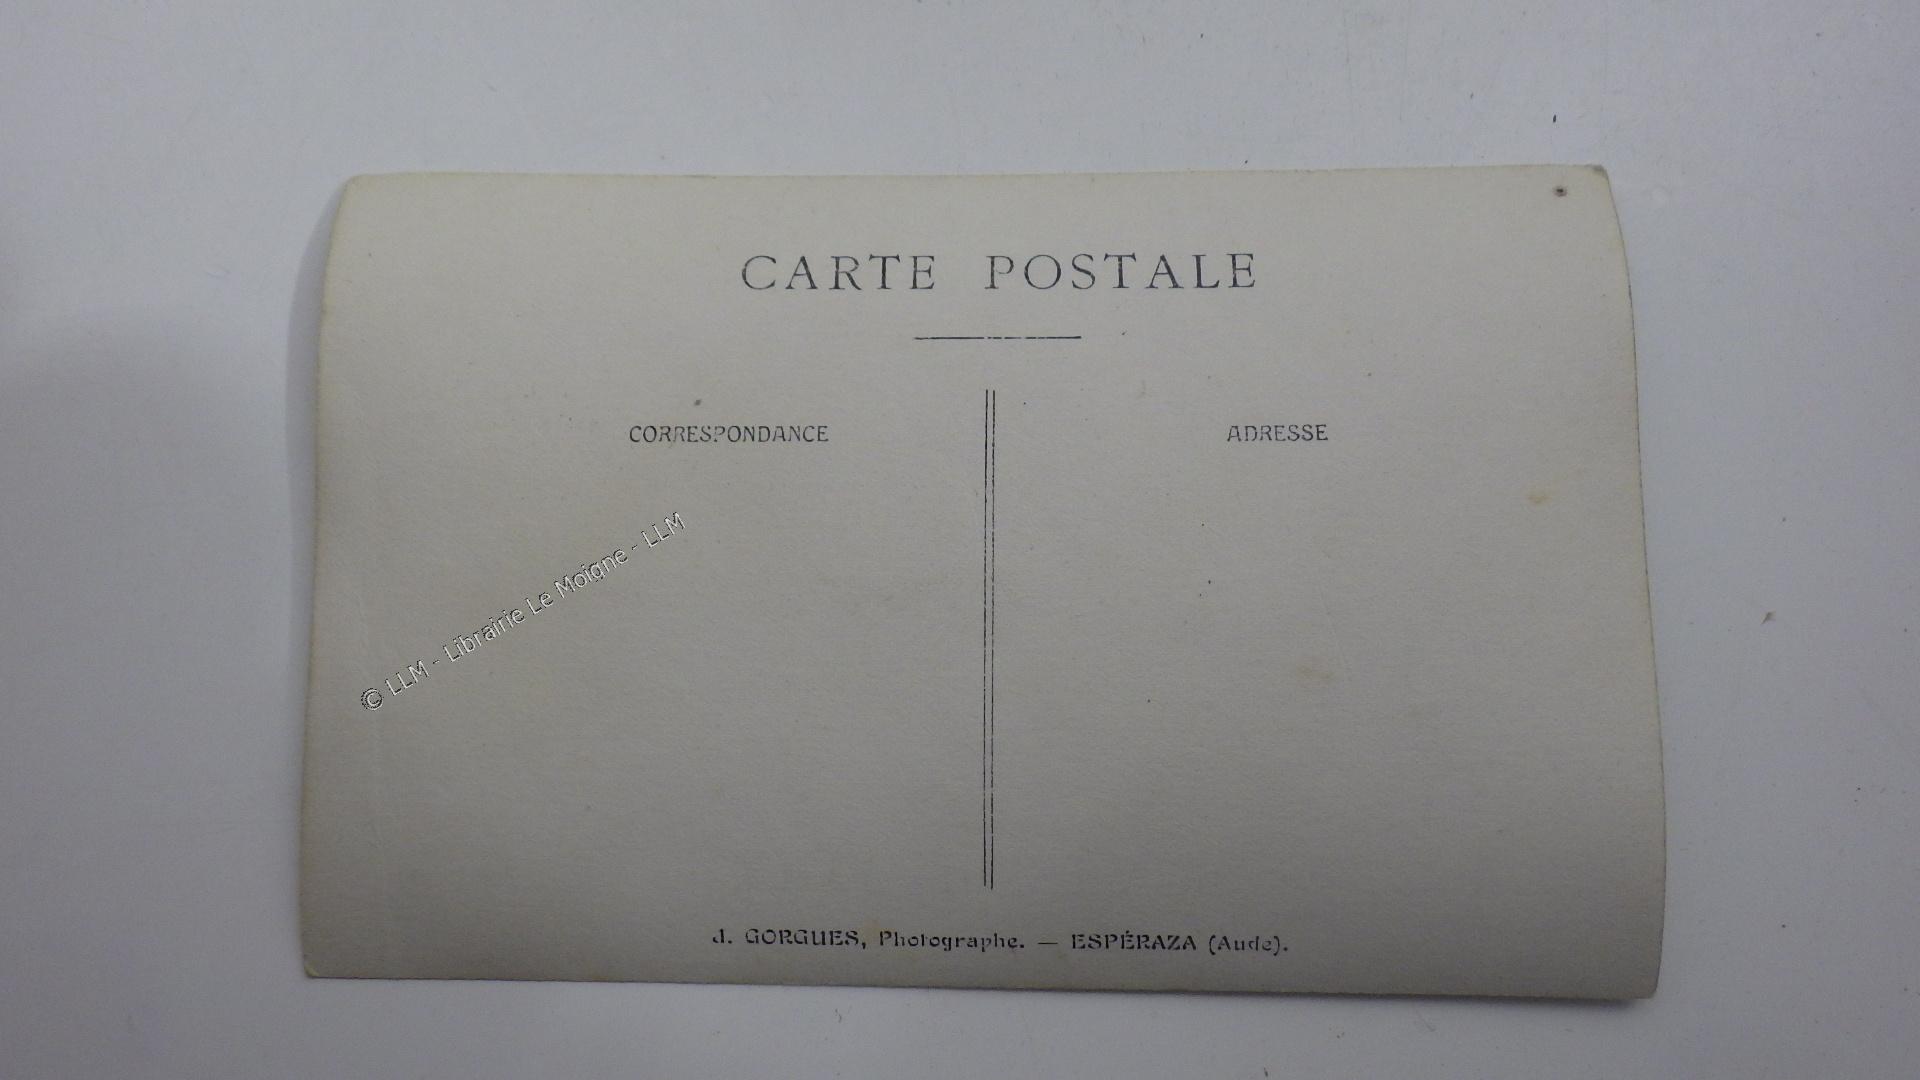 CARTE POSTALE
CORRESPONDANCE
ADRESSE
© LLM - Librairie Le Moigne - LLM
J. GORGUES, Photographe. — ESPÉRAZA (Aude).